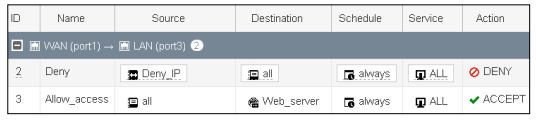 ID Name Source Destination Schedule Service Action
WAN (port1) → LAN (port3) 2
2 Deny Deny_IP all always ALL DENY
3 Allow_access all Web_server always ALL ACCEPT